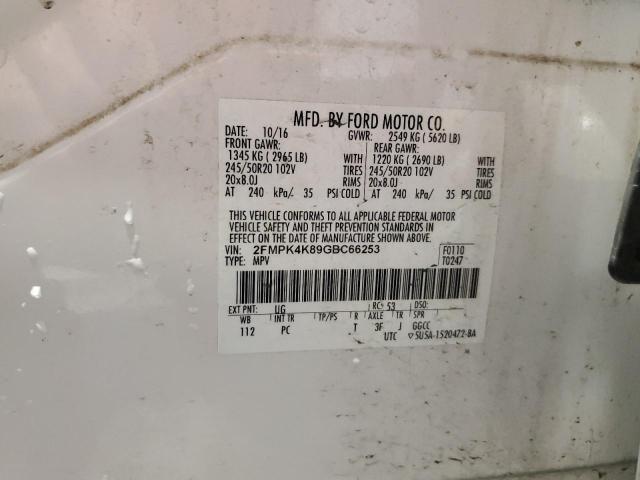 MFD. BY FORD MOTOR CO.
DATE: 10/16 GVWR: 2549 KG ( 5620 LB)
FRONT GAWR: REAR GAWR:
1345 KG ( 2965 LB) WITH 1220 KG ( 2690 LB) WITH
245/50R20 102V TIRES 245/50R20 102V TIRES
20x8.0J RIMS 20x8.0J RIMS
AT 240 kPa/ 35 PSI COLD AT 240 kPa/ 35 PSI COLD
THIS VEHICLE CONFORMS TO ALL APPLICABLE FEDERAL MOTOR
VEHICLE SAFETY AND THEFT PREVENTION STANDARDS IN EFFECT
ON THE DATE OF MANUFACTURE SHOWN ABOVE.
VIN: 2FMPK4K89GBC66253 F0110
TYPE: MPV T0247
EXT PNT: UG RC: 53 DSO:
WB INT TR TP/PS R AXLE TR SPR
112 PC T 3F J GGCC
UTC ▽5USA-1520472-BA